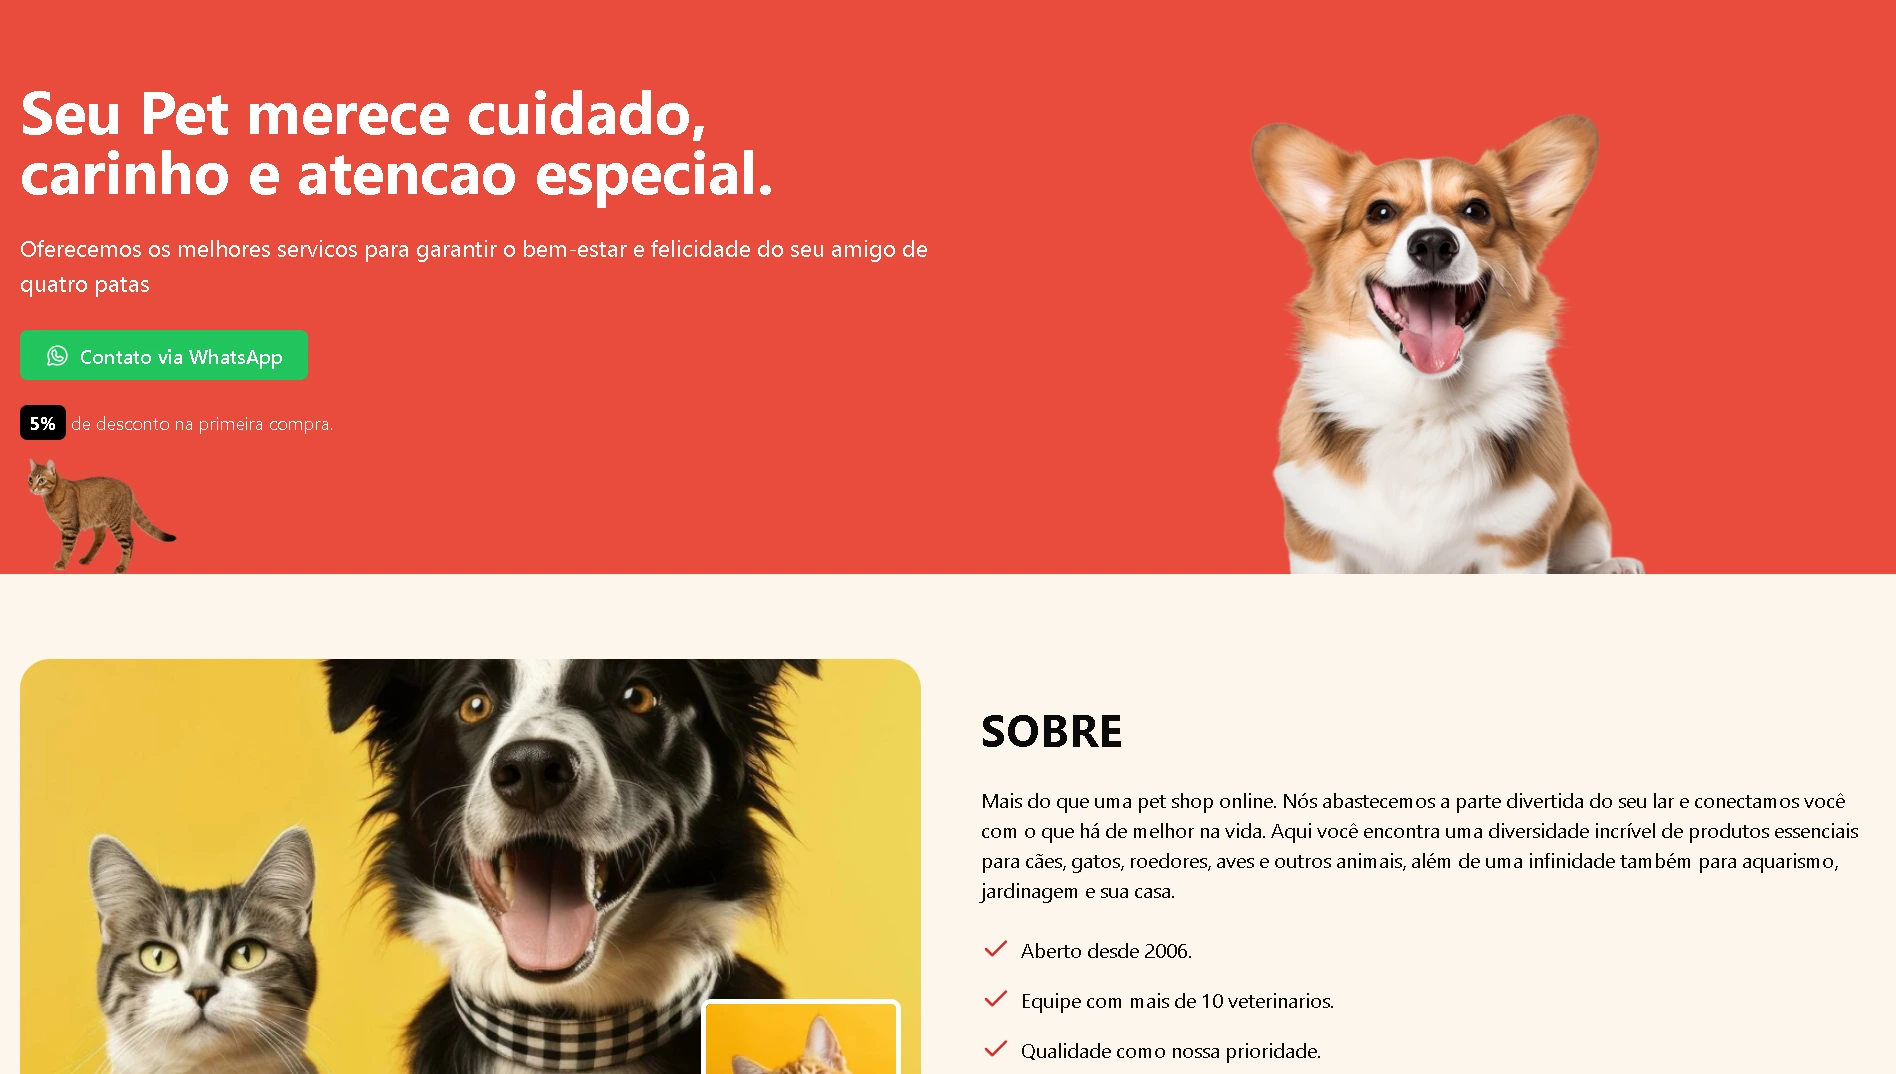 Seu Pet merece cuidado,
carinho e atencao especial.
Oferecemos os melhores servicos para garantir o bem-estar e felicidade do seu amigo de
quatro patas
Contato via WhatsApp
5% de desconto na primeira compra.
SOBRE
Mais do que uma pet shop online. Nós abastecemos a parte divertida do seu lar e conectamos você
com o que há de melhor na vida. Aqui você encontra uma diversidade incrível de produtos essenciais
para cães, gatos, roedores, aves e outros animais, além de uma infinidade também para aquarismo,
jardinagem e sua casa.
Aberto desde 2006.
Equipe com mais de 10 veterinarios.
Qualidade como nossa prioridade.